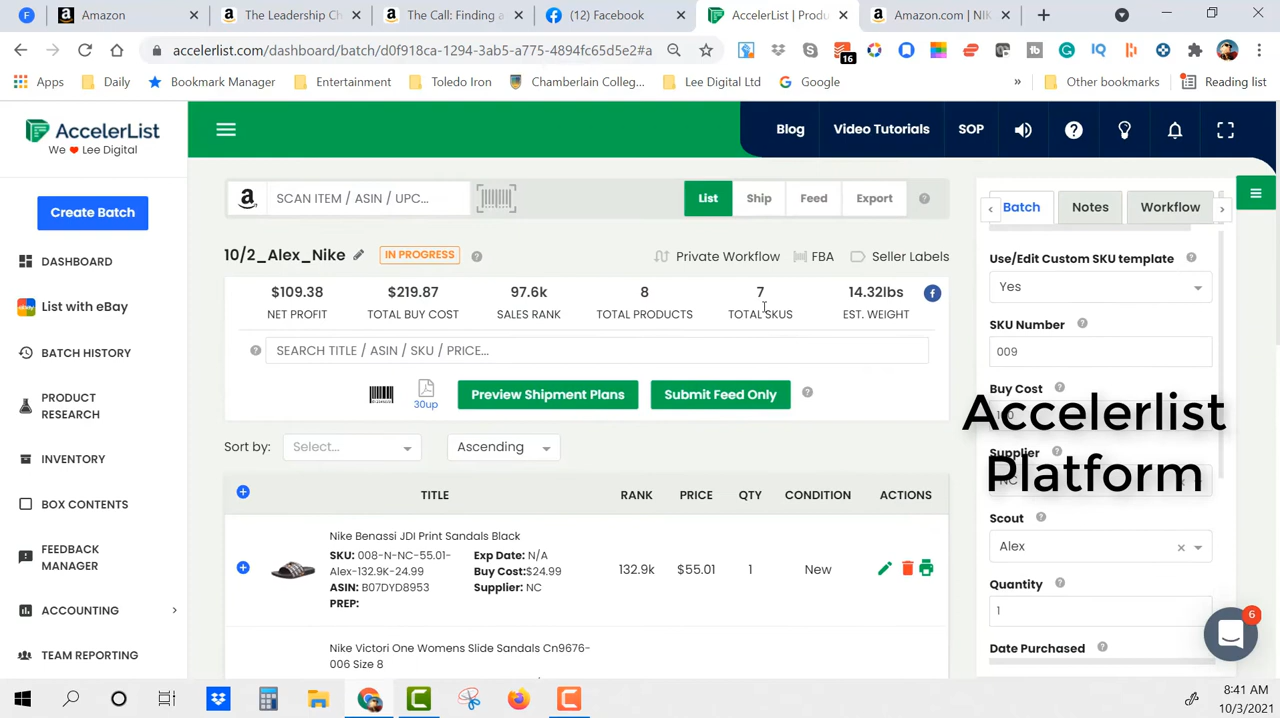 Amazon
The Leadership Ch
The Call: Finding a
(12) Facebook
AccelerList | Produ
Amazon.com | NIK
accelerlist.com/dashboard/batch/d0f918ca-1294-3ab5-a775-4894fc65d5e2#a
16
Apps
Daily
Bookmark Manager
Entertainment
Toledo Iron
Chamberlain Colleg...
Lee Digital Ltd
Google
»
Other bookmarks
Reading list
AccelerList
We ❤ Lee Digital
Blog
Video Tutorials
SOP
Create Batch
SCAN ITEM / ASIN / UPC...
List
Ship
Feed
Export
Batch
Notes
Workflow
DASHBOARD
List with eBay
BATCH HISTORY
PRODUCT
RESEARCH
INVENTORY
BOX CONTENTS
FEEDBACK
MANAGER
ACCOUNTING
TEAM REPORTING
10/2_Alex_Nike
IN PROGRESS
Private Workflow
FBA
Seller Labels
$109.38
NET PROFIT
$219.87
TOTAL BUY COST
97.6k
SALES RANK
8
TOTAL PRODUCTS
7
TOTAL SKUS
14.32lbs
EST. WEIGHT
SEARCH TITLE / ASIN / SKU / PRICE...
30up
Preview Shipment Plans
Submit Feed Only
Sort by:
Select...
Ascending
TITLE
RANK
PRICE
QTY
CONDITION
ACTIONS
Nike Benassi JDI Print Sandals Black
SKU: 008-N-NC-55.01-
Alex-132.9K-24.99
ASIN: B07DYD8953
PREP:
Exp Date: N/A
Buy Cost:$24.99
Supplier: NC
132.9k
$55.01
1
New
Nike Victori One Womens Slide Sandals Cn9676-
006 Size 8
Use/Edit Custom SKU template
Yes
SKU Number
009
Buy Cost
Accelerlist
Supplier
Platform
NC
Scout
Alex
Quantity
1
Date Purchased
6
8:41 AM
10/3/2021